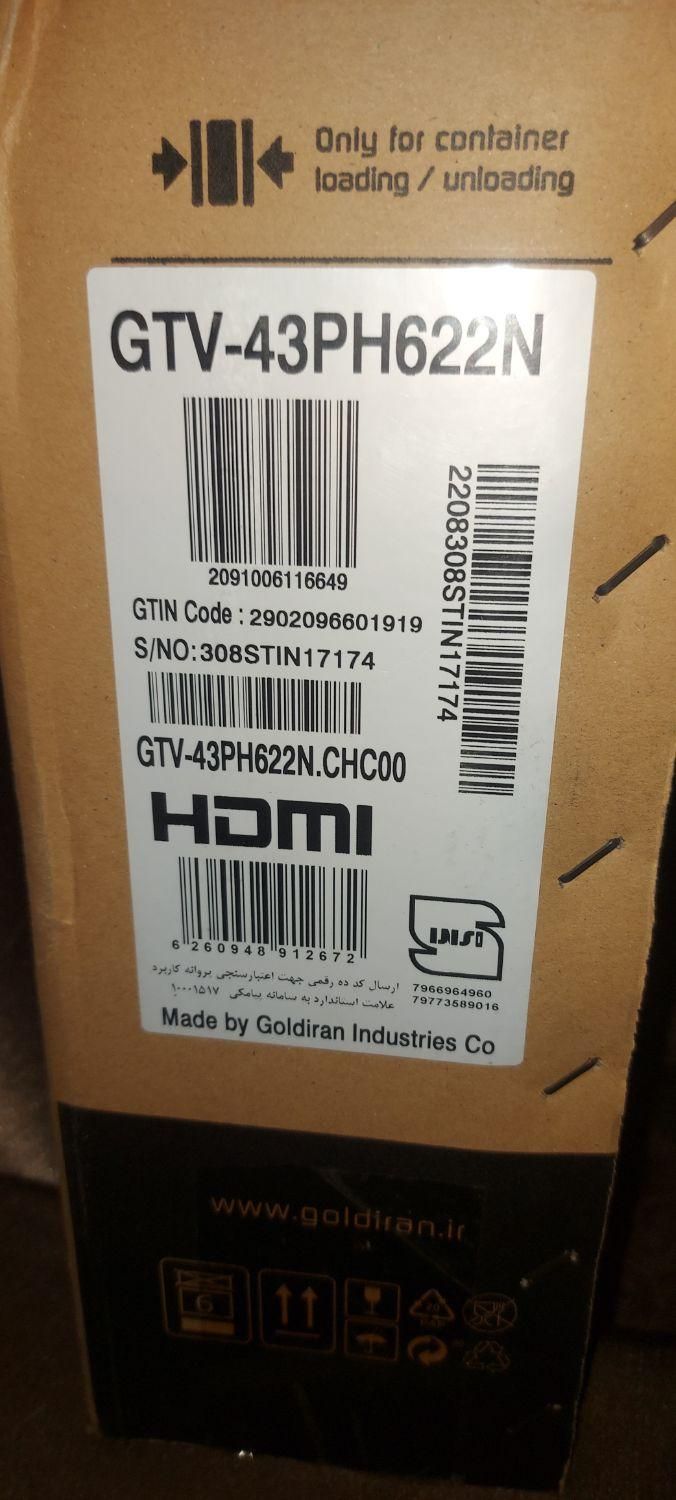 Only for container
loading / unloading
GTV-43PH622N
2091006116649
GTIN Code : 2902096601919
S/NO:308STIN17174
2208308STIN17174
GTV-43PH622N.CHC00
HDMI
6 260948 912672
ارسال کد ده رقمی جهت اعتبارسنجی پروانه کاربرد
علامت استاندارد به سامانه پیامکی ۱۰۰۰۱۵۱۷
7966964960
79773589016
Made by Goldiran Industries Co
www.goldiran.ir
6
20